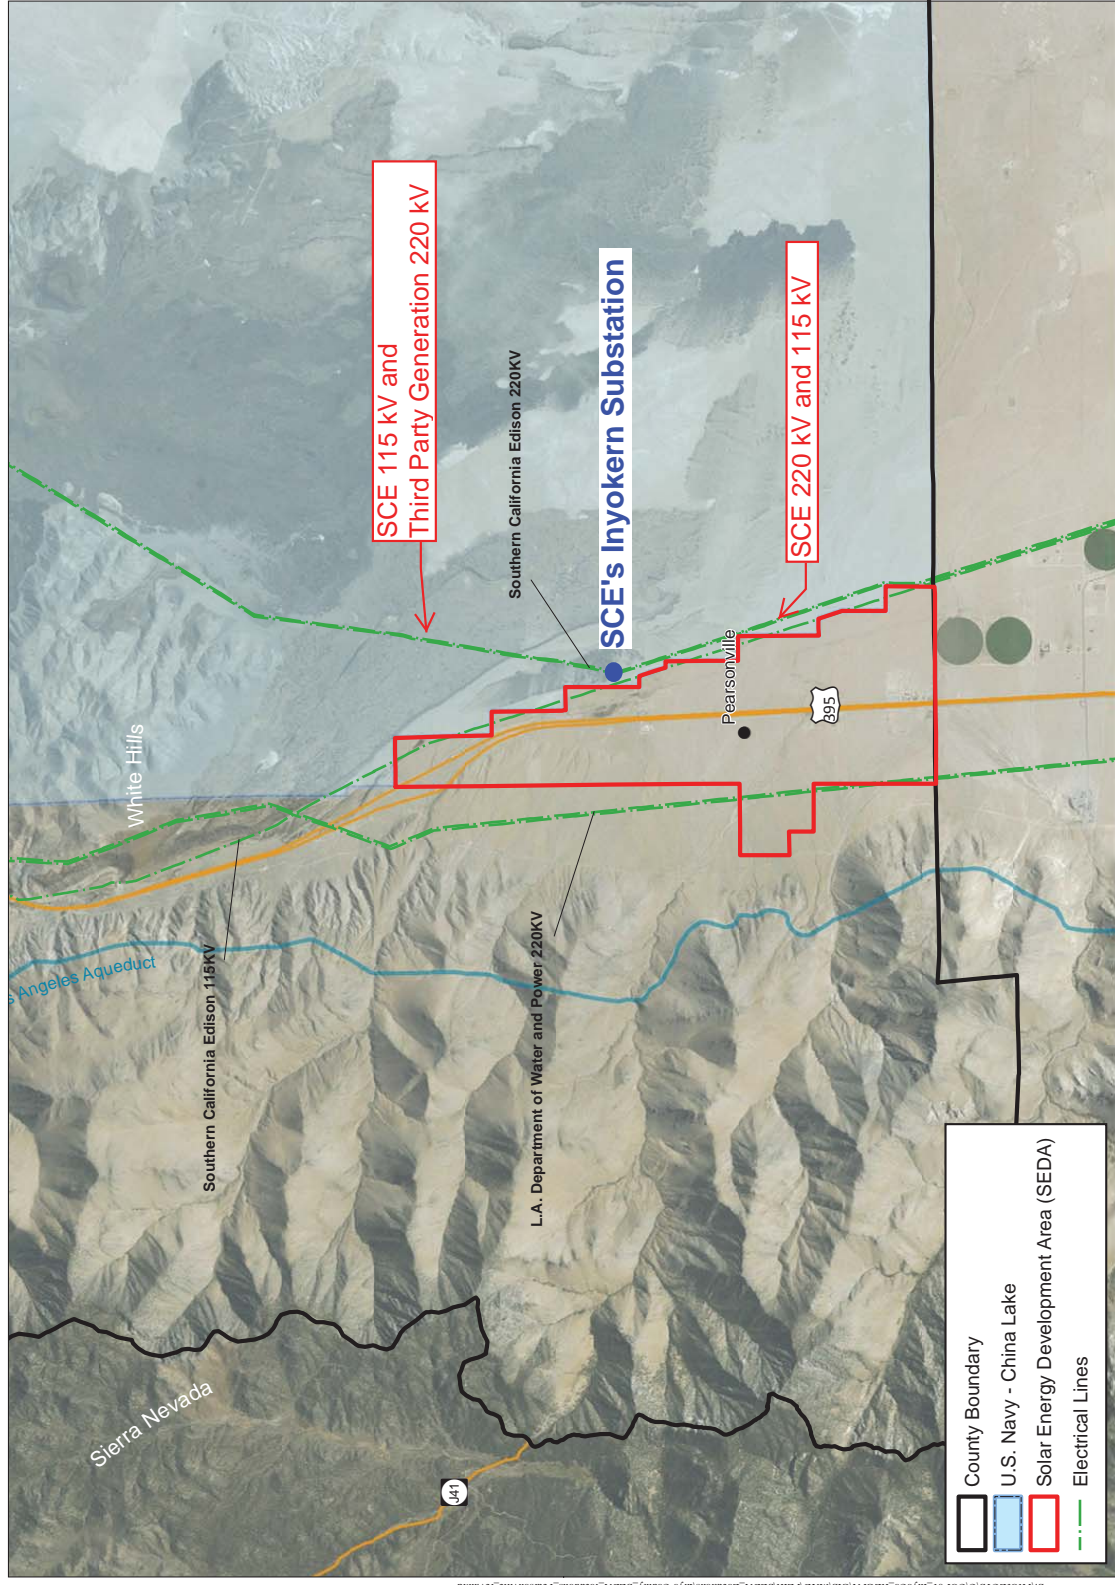 White Hills
Sierra Nevada
s Angeles Aqueduct
Southern California Edison 115KV
L.A. Department of Water and Power 220KV
Southern California Edison 220KV
SCE 115 kV and
Third Party Generation 220 kV
SCE's Inyokern Substation
SCE 220 kV and 115 kV
Pearsonville
395
J41
County Boundary
U.S. Navy - China Lake
Solar Energy Development Area (SEDA)
Electrical Lines